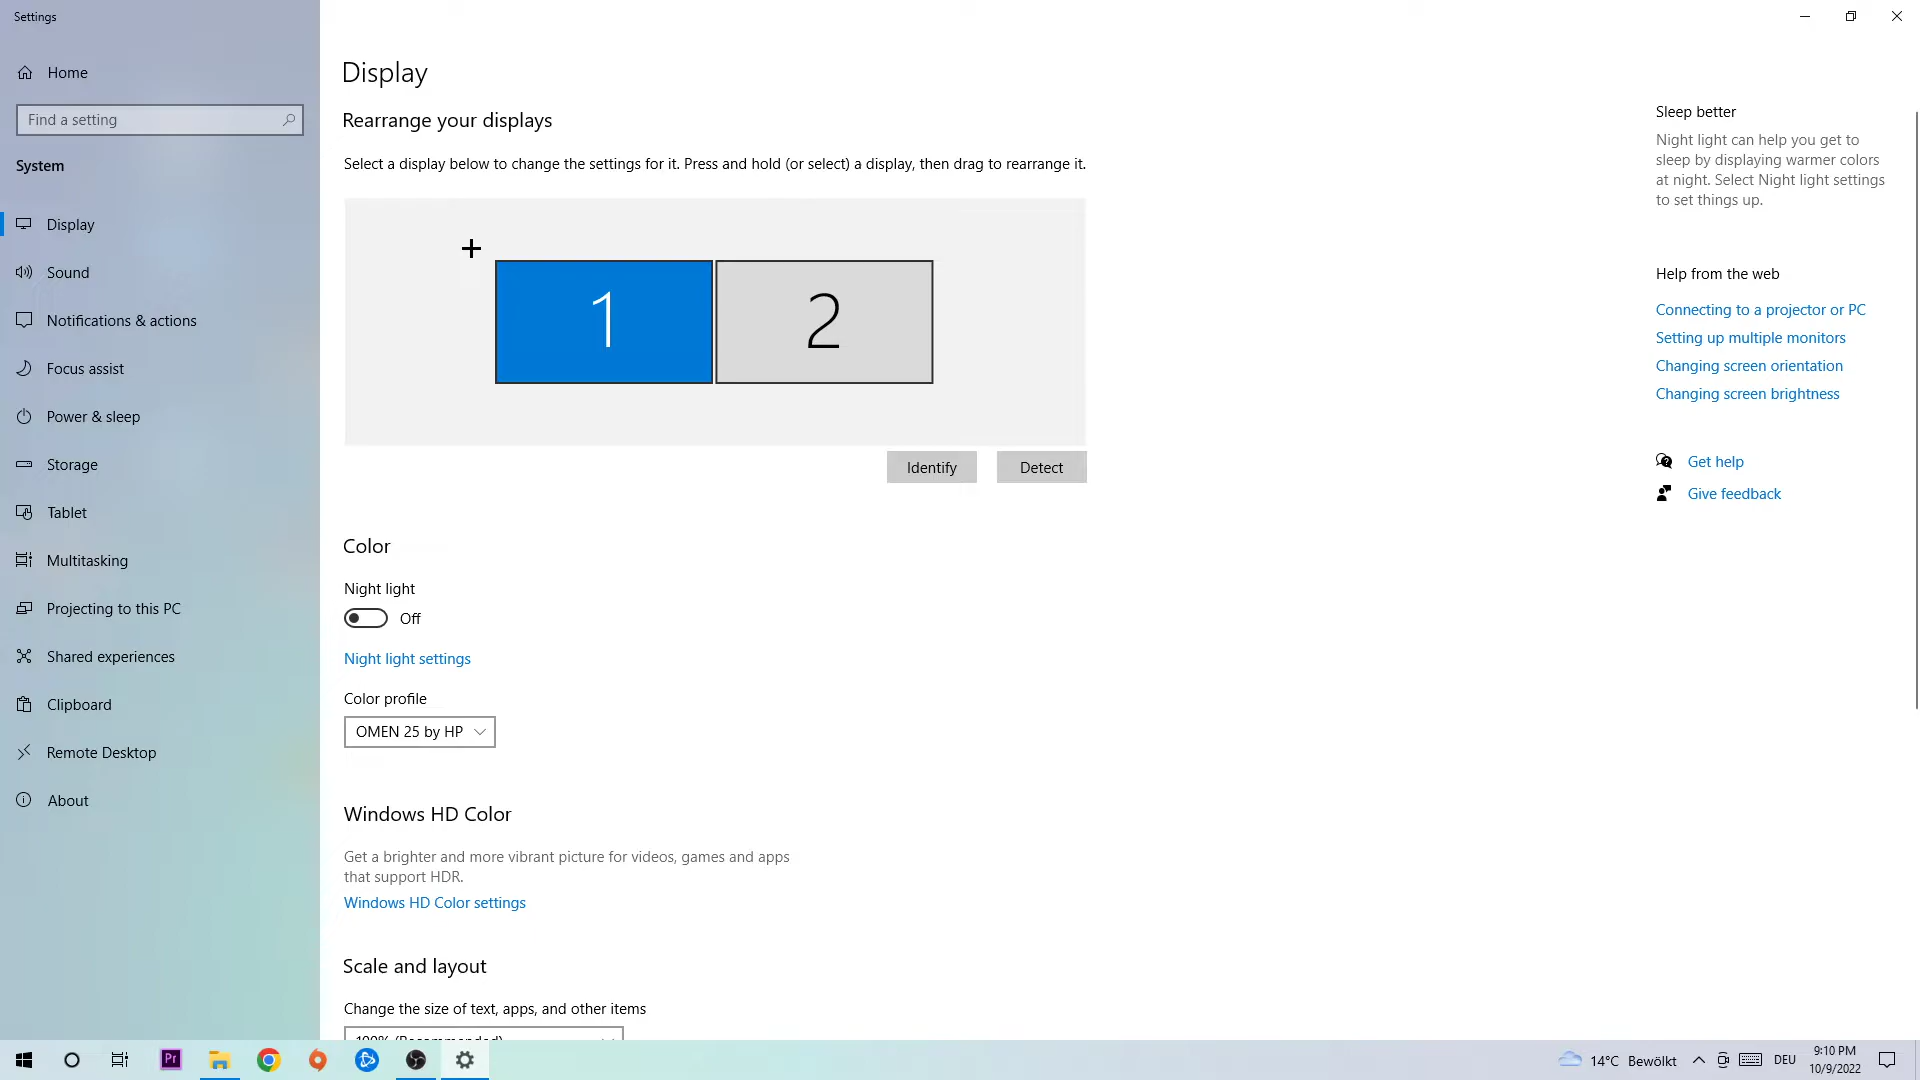 Settings
Home
Find a setting
System
Display
Sound
Notifications & actions
Focus assist
Power & sleep
Storage
Tablet
Multitasking
Projecting to this PC
Shared experiences
Clipboard
Remote Desktop
About
Display
Rearrange your displays
Select a display below to change the settings for it. Press and hold (or select) a display, then drag to rearrange it.
1
2
Identify
Detect
Color
Night light
Off
Night light settings
Color profile
OMEN 25 by HP
Windows HD Color
Get a brighter and more vibrant picture for videos, games and apps
that support HDR.
Windows HD Color settings
Scale and layout
Change the size of text, apps, and other items
100% (Recommended)
Sleep better
Night light can help you get to
sleep by displaying warmer colors
at night. Select Night light settings
to set things up.
Help from the web
Connecting to a projector or PC
Setting up multiple monitors
Changing screen orientation
Changing screen brightness
Get help
Give feedback
Pr
14°C Bewölkt
DEU
9:10 PM
10/9/2022